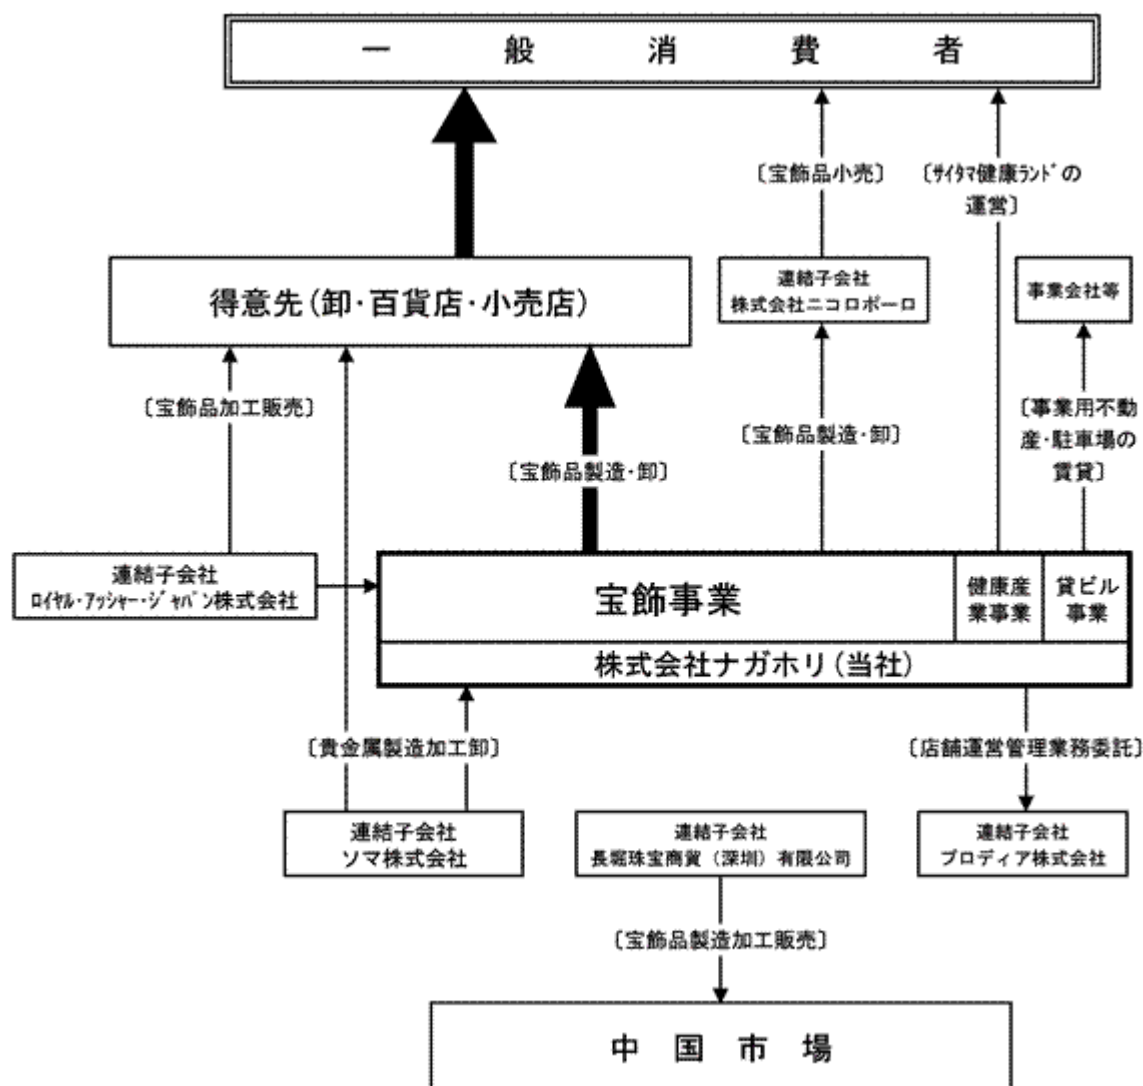 一般消費者
〔宝飾品小売〕
〔ｻｲﾀﾏ健康ﾗﾝﾄﾞの
運営〕
得意先(卸・百貨店・小売店)
連結子会社
株式会社ニコロポーロ
事業会社等
〔宝飾品加工販売〕
〔宝飾品製造・卸〕
〔宝飾品製造・卸〕
〔事業用不動
産・駐車場の
賃貸〕
連結子会社
ﾛｲﾔﾙ・ｱｯｼｬｰ・ｼﾞｬﾊﾟﾝ株式会社
宝飾事業
健康産
業事業
貸ビル
事業
株式会社ナガホリ(当社)
〔貴金属製造加工卸〕
〔店舗運営管理業務委託〕
連結子会社
ソマ株式会社
連結子会社
長堀珠宝商貿（深圳）有限公司
連結子会社
ブロディア株式会社
〔宝飾品製造加工販売〕
中国市場